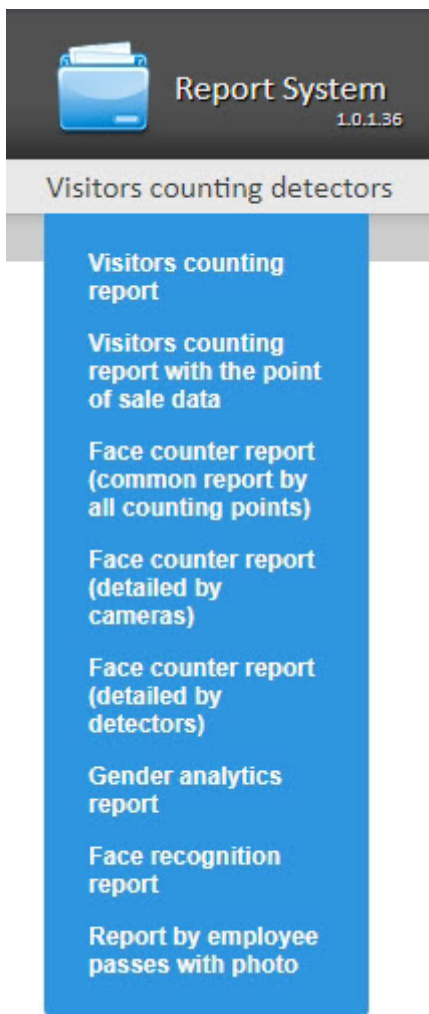 Report System
1.0.1.36
Visitors counting detectors
Visitors counting
report
Visitors counting
report with the point
of sale data
Face counter report
(common report by
all counting points)
Face counter report
(detailed by
cameras)
Face counter report
(detailed by
detectors)
Gender analytics
report
Face recognition
report
Report by employee
passes with photo